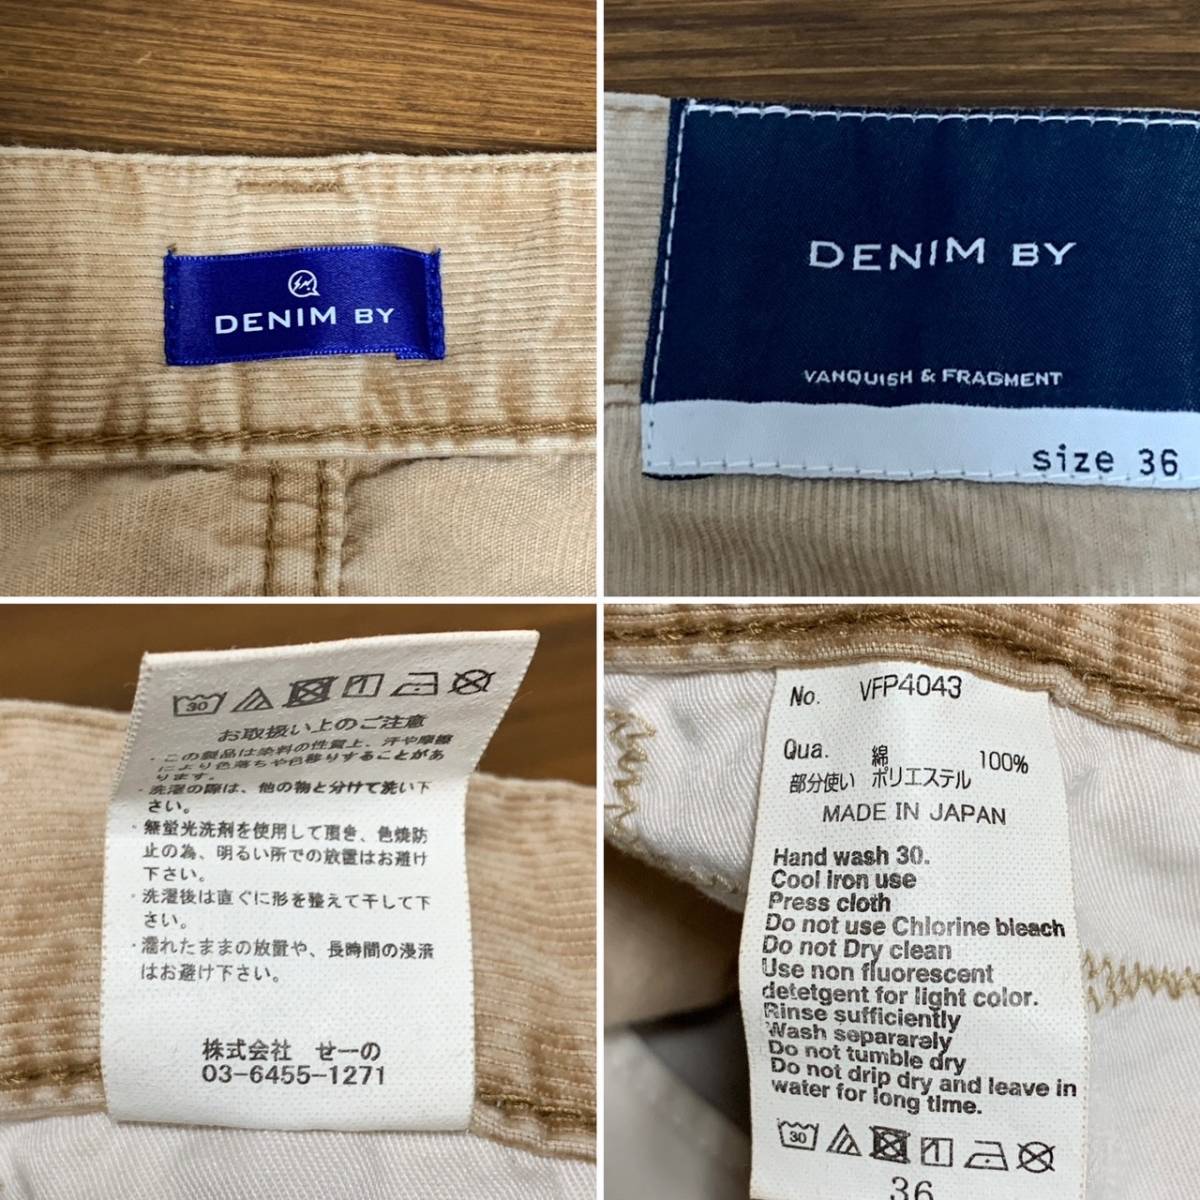 DENIM BY
DENIM BY
VANQUISH & FRAGMENT
size 36
30
お取扱い上のご注意
・この製品は染料の性質上、汗や摩擦
により色落ちや色移りすることがあ
ります。
・洗濯の際は、他の物と分けて洗い下
さい。
・無蛍光洗剤を使用して頂き、色焼防
止の為、明るい所での放置はお避け
下さい。
・洗濯後は直ぐに形を整えて干して下
さい。
・濡れたままの放置や、長時間の浸漬
はお避け下さい。
株式会社 せーの
03-6455-1271
No. VFP4043
Qua. 綿 100%
部分使い ポリエステル
MADE IN JAPAN
Hand wash 30.
Cool iron use
Press cloth
Do not use Chlorine bleach
Do not Dry clean
Use non fluorescent
detetgent for light color.
Rinse sufficiently
Wash separaraly
Do not tumble dry
Do not drip dry and leave in
water for long time.
30
36